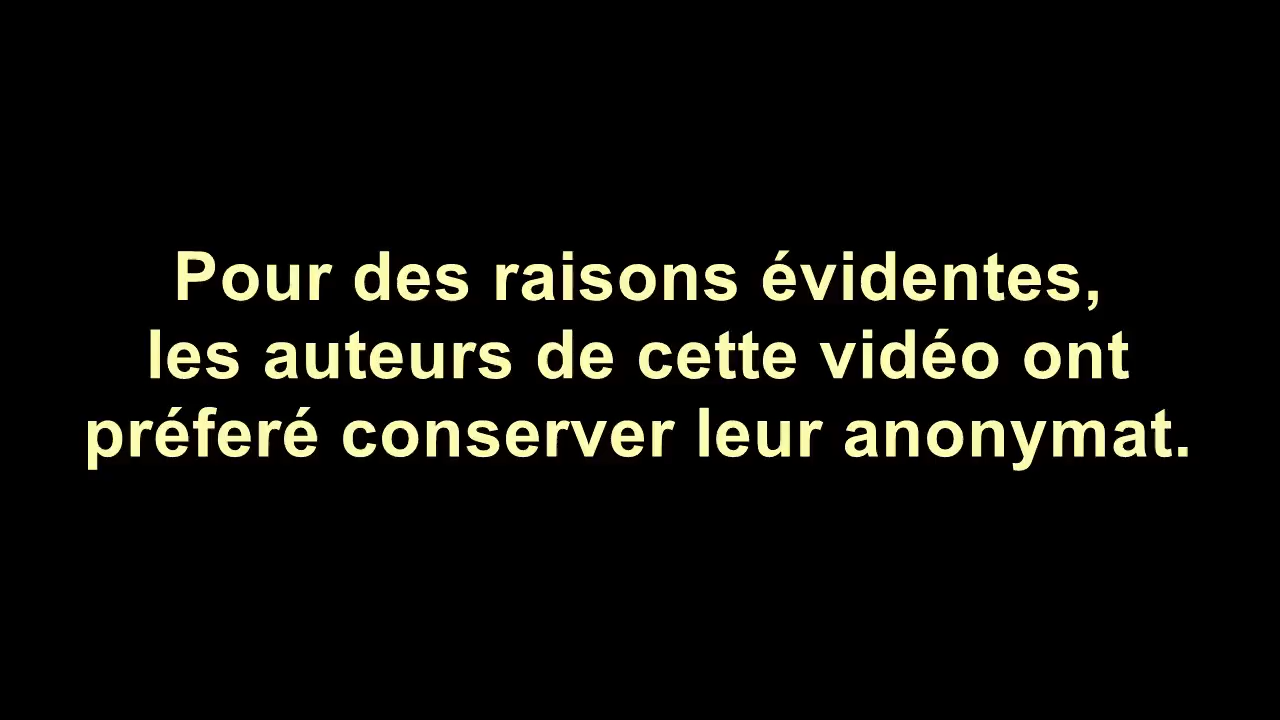 Pour des raisons évidentes,
les auteurs de cette vidéo ont
préferé conserver leur anonymat.